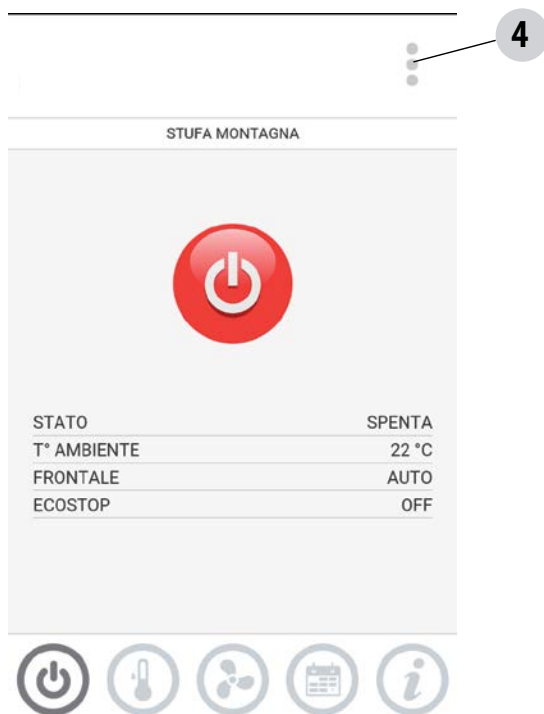 4
STUFA MONTAGNA
STATO SPENTA
T° AMBIENTE 22 °C
FRONTALE AUTO
ECOSTOP OFF
i